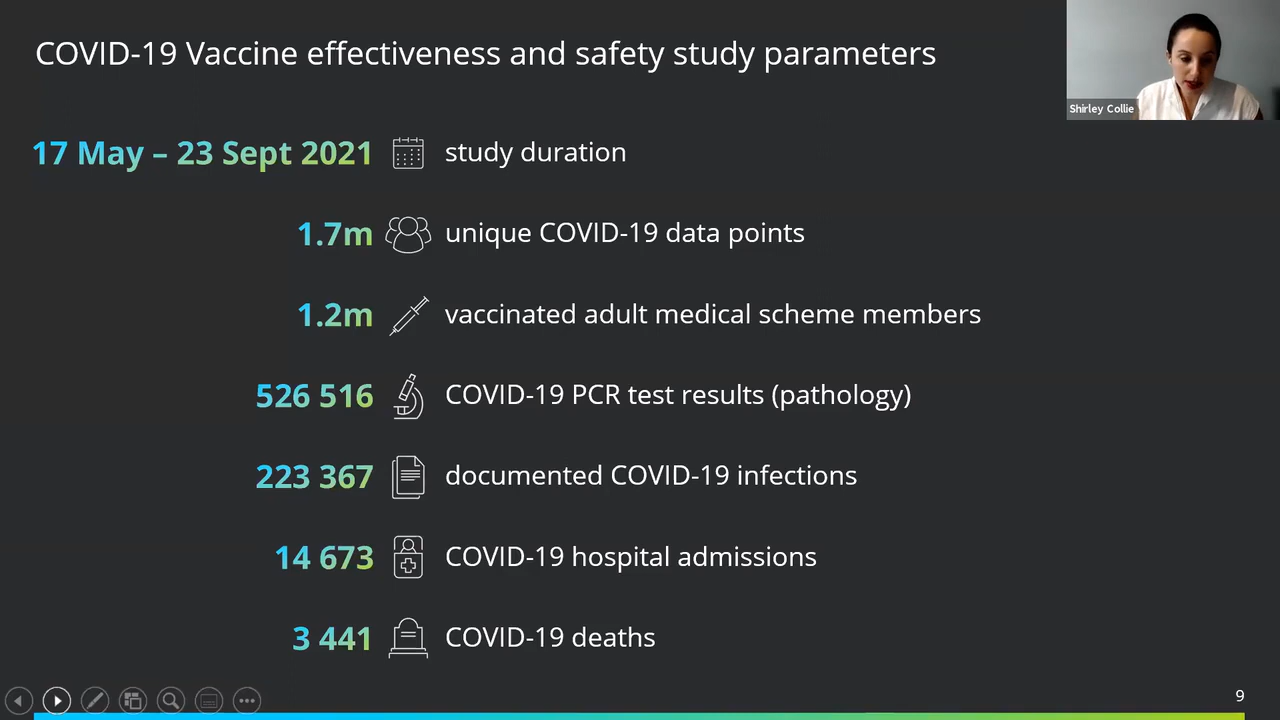 COVID-19 Vaccine effectiveness and safety study parameters
Shirley Collie
17 May – 23 Sept 2021 study duration
1.7m unique COVID-19 data points
1.2m vaccinated adult medical scheme members
526 516 COVID-19 PCR test results (pathology)
223 367 documented COVID-19 infections
14 673 COVID-19 hospital admissions
3 441 COVID-19 deaths
9